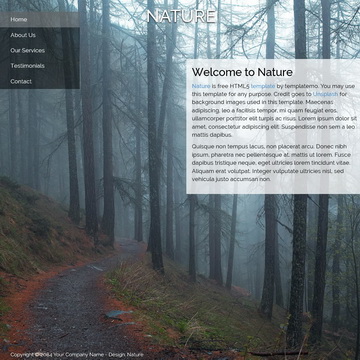 NATURE
Home
About Us
Our Services
Testimonials
Contact
Welcome to Nature
Nature is free HTML5 template by templatemo. You may use
this template for any purpose. Credit goes to Unsplash for
background images used in this template. Maecenas
adipiscing, leo a facilisis tempor, mi quam feugiat eros,
ullamcorper porttitor elit turpis ac risus. Lorem ipsum dolor sit
amet, consectetur adipiscing elit. Suspendisse non sem a leo
mattis dapibus.
Quisque non tempus lacus, non placerat arcu. Donec nibh
ipsum, pharetra nec pellentesque at, mattis ut lorem. Fusce
dapibus tristique neque, eget ultricies lorem tincidunt vitae.
Aliquam erat volutpat. Integer vulputate ultricies nisl, sed
vehicula justo accumsan non.
Copyright © 2084 Your Company Name - Design: Nature